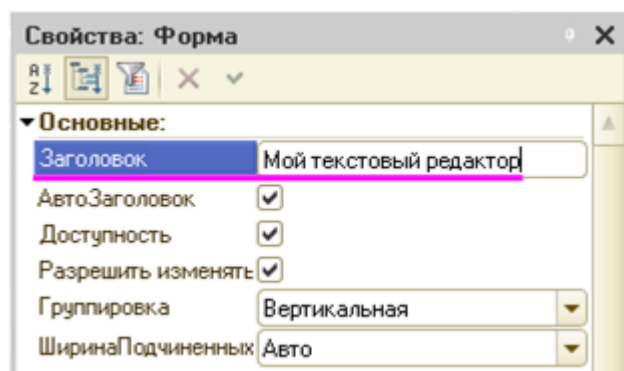 Свойства: Форма
Основные:
Заголовок Мой текстовый редактор
АвтоЗаголовок
Доступность
Разрешить изменять
Группировка Вертикальная
ШиринаПодчиненных Авто